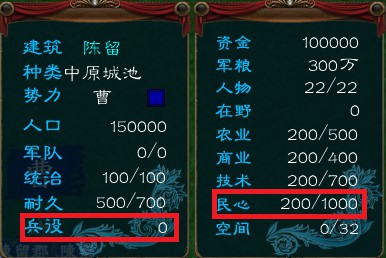 建筑 陈留
种类 中原城池
势力 曹
人口 150000
军队 0/0
统治 100/100
耐久 500/700
兵没 0
资金 100000
军粮 300万
人物 22/22
在野 0
农业 200/500
商业 200/400
技术 200/700
民心 200/1000
空间 0/32